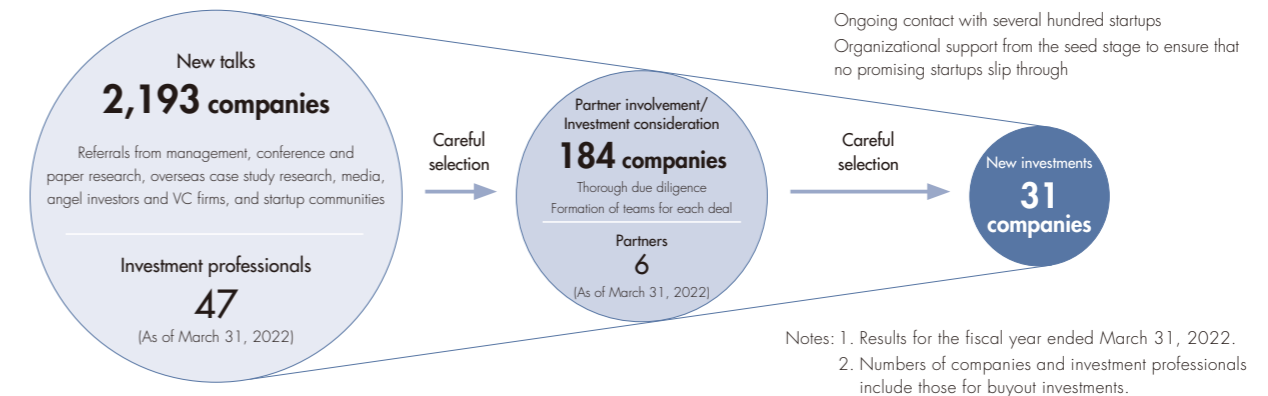 Ongoing contact with several hundred startups
Organizational support from the seed stage to ensure that
no promising startups slip through
New talks
2,193 companies
Referrals from management, conference and
paper research, overseas case study research, media,
angel investors and VC firms, and startup communities
Investment professionals
47
(As of March 31, 2022)
Careful
selection
Partner involvement/
Investment consideration
184 companies
Thorough due diligence
Formation of teams for each deal
Partners
6
(As of March 31, 2022)
Careful
selection
New investments
31
companies
Notes: 1. Results for the fiscal year ended March 31, 2022.
2. Numbers of companies and investment professionals
include those for buyout investments.